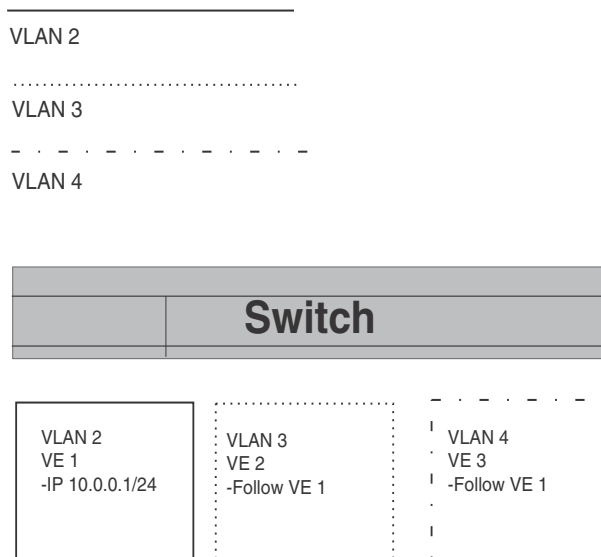 VLAN 2
VLAN 3
VLAN 4
Switch
VLAN 2
VE 1
-IP 10.0.0.1/24
VLAN 3
VE 2
-Follow VE 1
VLAN 4
VE 3
-Follow VE 1